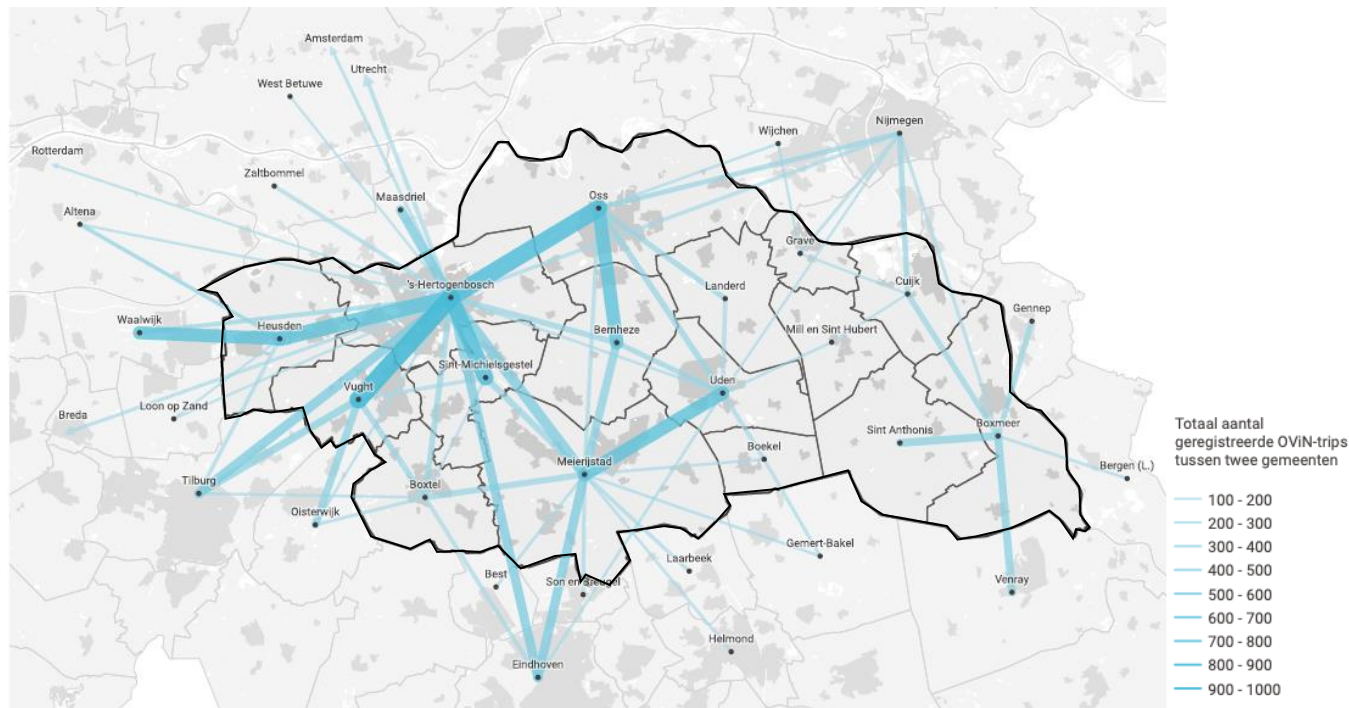 Amsterdam
Utrecht
West Betuwe
Nijmegen
Wijchen
Rotterdam
Zaltbommel
Maasdriel
Oss
Altena
Grave
Cuijk
's-Hertogenbosch
Landerd
Gennep
Waalwijk
Heusden
Bernheze
Mill en Sint Hubert
Sint-Michielsgestel
Uden
Vught
Breda
Loon op Zand
Sint Anthonis
Boxmeer
Boekel
Meierijstad
Bergen (L.)
Tilburg
Boxtel
Oisterwijk
Gemert-Bakel
Laarbeek
Best
Son en Breugel
Venray
Helmond
Eindhoven
Totaal aantal
geregistreerde OViN-trips
tussen twee gemeenten
100 - 200
200 - 300
300 - 400
400 - 500
500 - 600
600 - 700
700 - 800
800 - 900
900 - 1000